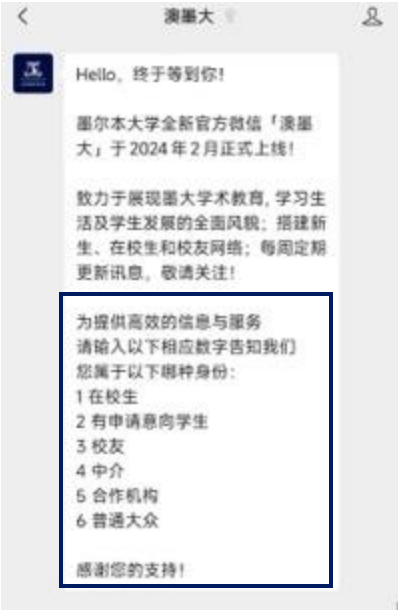 澳墨大
Hello，终于等到你！
墨尔本大学全新官方微信「澳墨
大」于2024年2月正式上线！
致力于展现墨大学术教育, 学习生
活及学生发展的全面风貌；搭建新
生、在校生和校友网络；每周定期
更新讯息，敬请关注！
为提供高效的信息与服务
请输入以下相应数字告知我们
您属于以下哪种身份：
1 在校生
2 有申请意向学生
3 校友
4 中介
5 合作机构
6 普通大众
感谢您的支持！